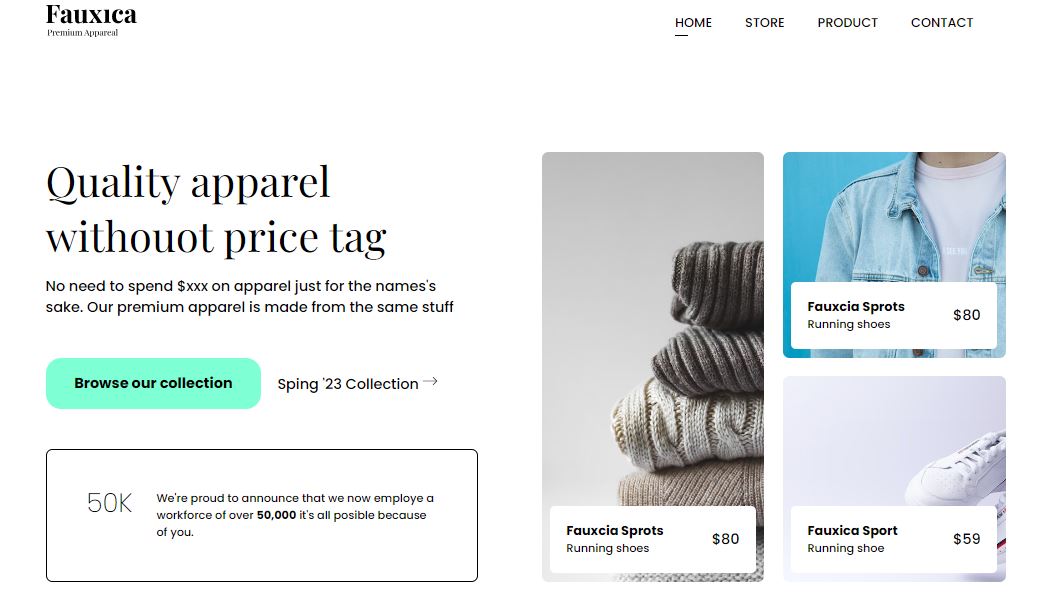 Fauxıca
Premium Appareal
HOME STORE PRODUCT CONTACT
Quality apparel
withouot price tag
No need to spend $xxx on apparel just for the names's
sake. Our premium apparel is made from the same stuff
Browse our collection
Sping '23 Collection →
50K
We're proud to announce that we now employe a
workforce of over 50,000 it's all posible because
of you.
Fauxcia Sprots
Running shoes
$80
SEE YOU
Fauxcia Sprots
Running shoes
$80
Fauxica Sport
Running shoe
$59